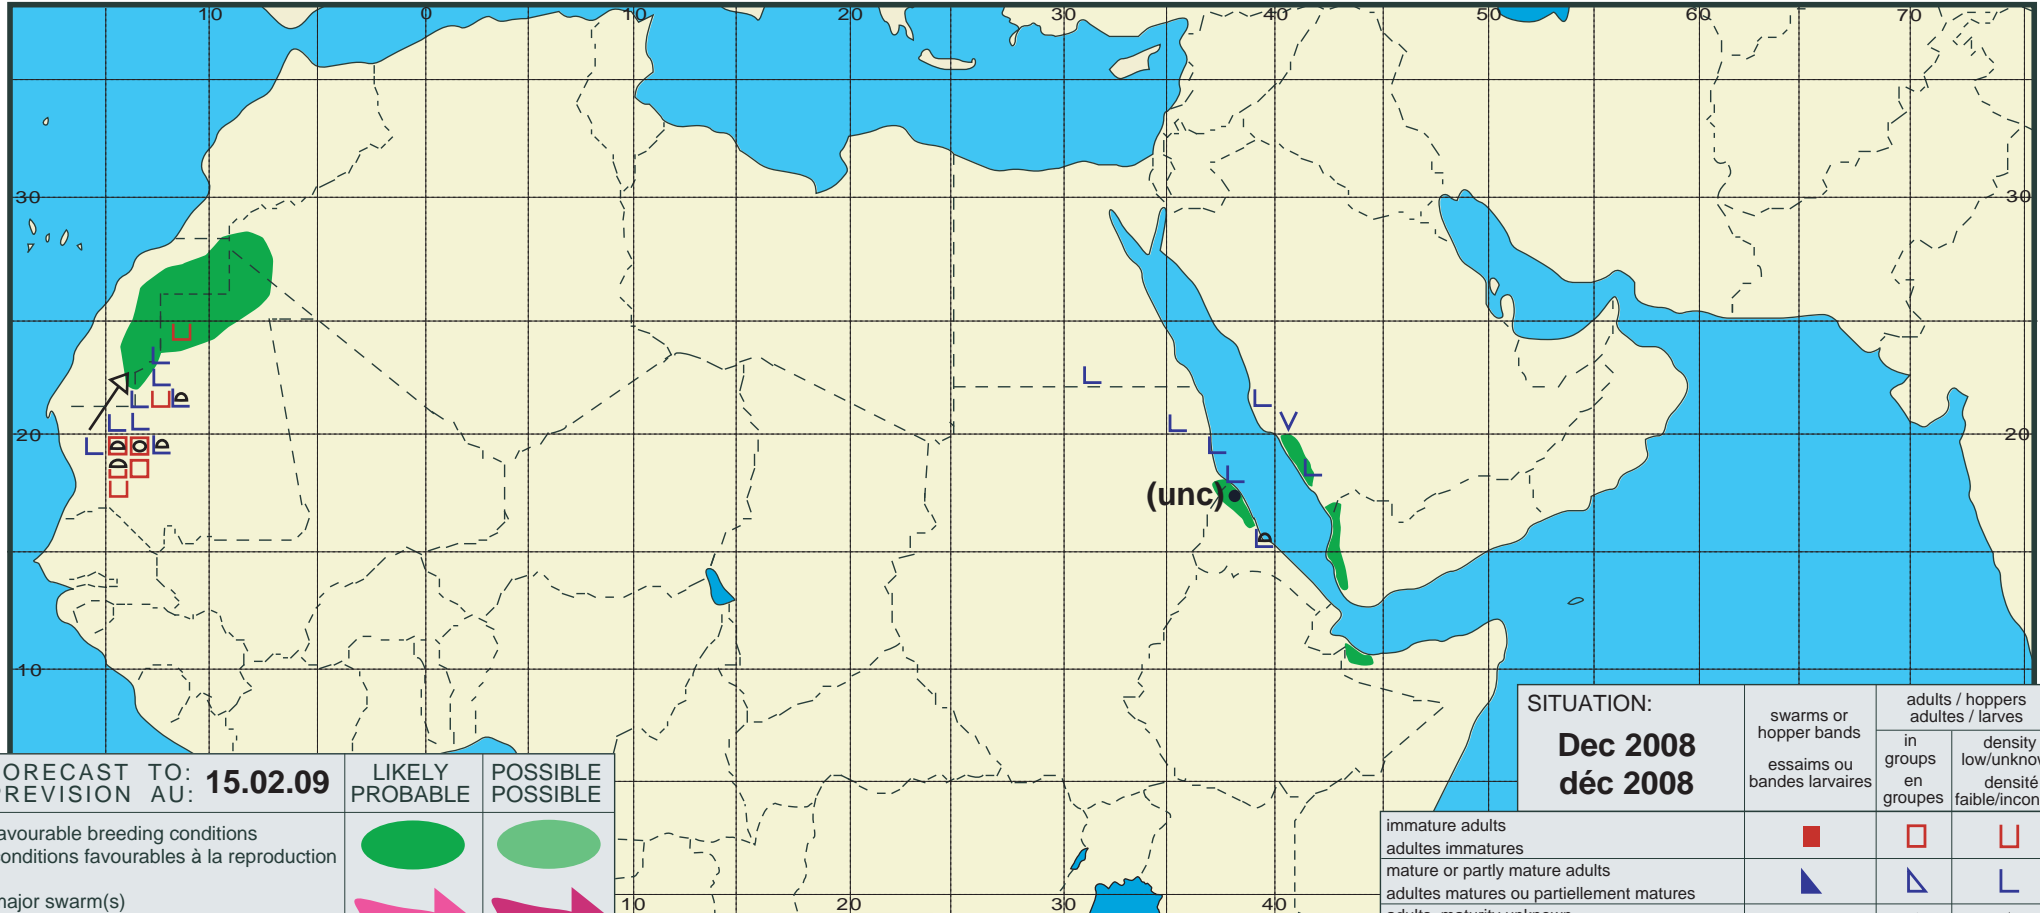 10 0 10 20 30 40 50 60 70
30 30
20 20
10
(unc)
SITUATION:
Dec 2008
déc 2008
swarms or
hopper bands
essaims ou
bandes larvaires
adults / hoppers
adultes / larves
in
groups
en
groupes
density
low/unknow
densité
faible/incon
immature adults
adultes immatures
mature or partly mature adults
adultes matures ou partiellement matures
ORECAST TO:
REVISION AU:
15.02.09
LIKELY
PROBABLE
POSSIBLE
POSSIBLE
avourable breeding conditions
onditions favourables à la reproduction
major swarm(s)
10 20 30 40